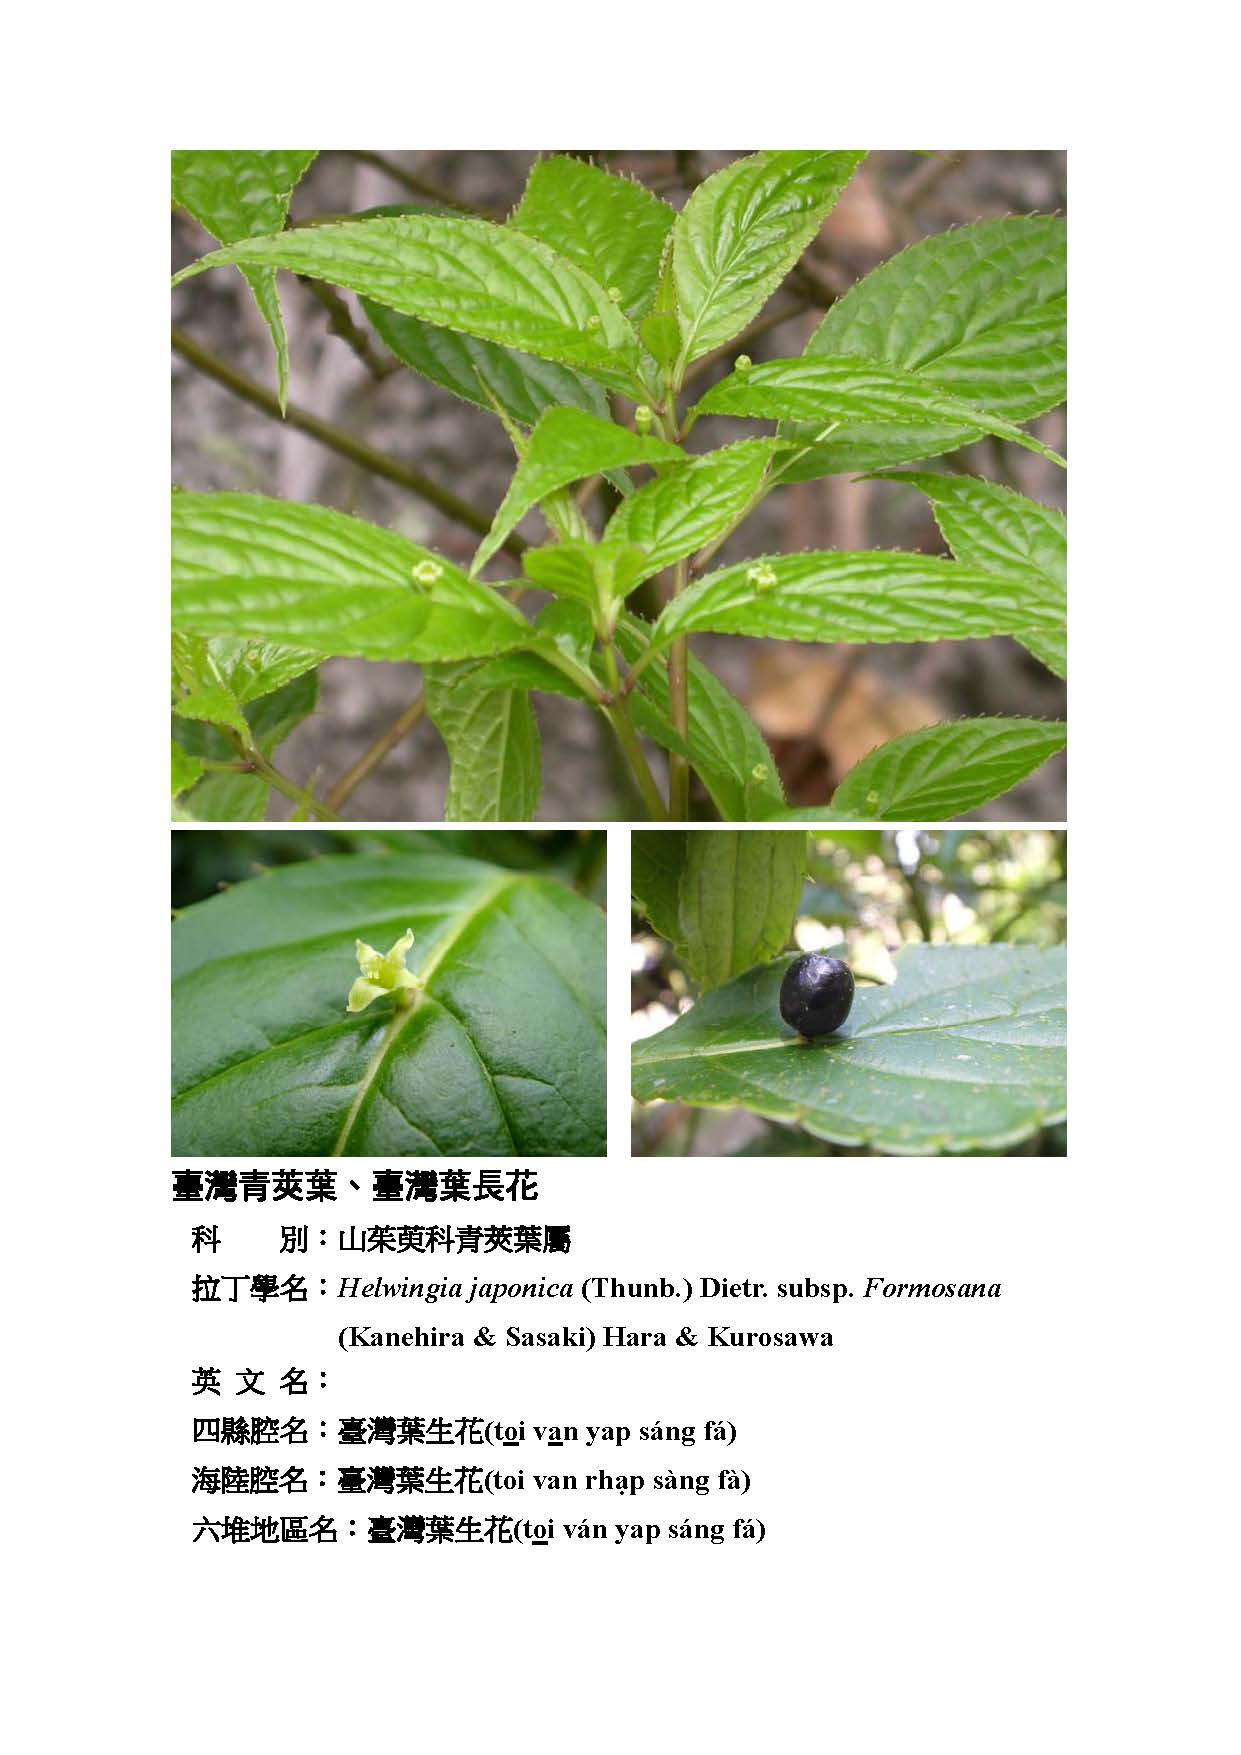 臺灣青莢葉、臺灣葉長花
科　　別：山茱萸科青莢葉屬
拉丁學名：Helwingia japonica (Thunb.) Dietr. subsp. Formosana
(Kanehira & Sasaki) Hara & Kurosawa
英 文 名：
四縣腔名：臺灣葉生花(toi van yap sáng fá)
海陸腔名：臺灣葉生花(toi van rhạp sàng fà)
六堆地區名：臺灣葉生花(toi ván yap sáng fá)